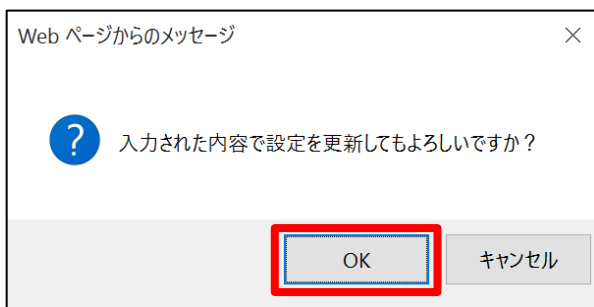 Web ページからのメッセージ
入力された内容で設定を更新してもよろしいですか？
OK
キャンセル